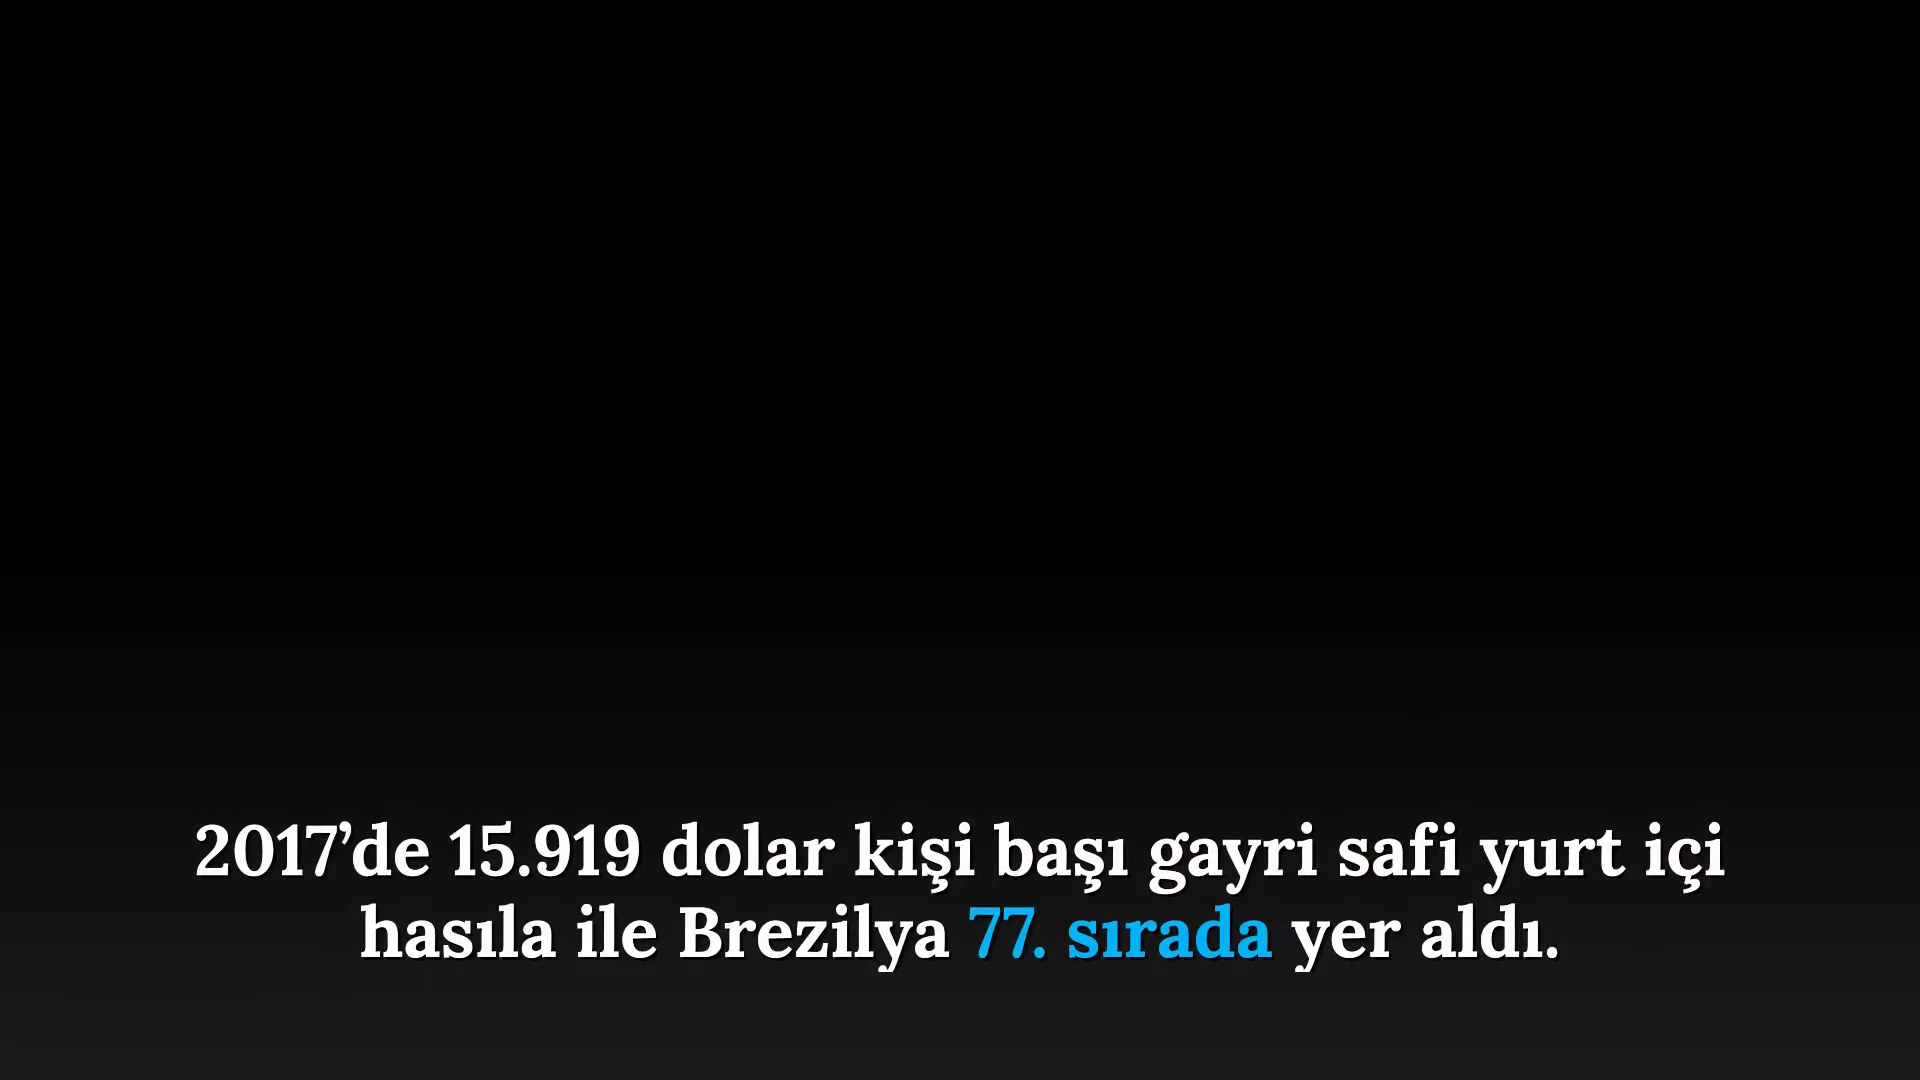 2017’de 15.919 dolar kişi başı gayri safi yurt içi
hasıla ile Brezilya 77. sırada yer aldı.